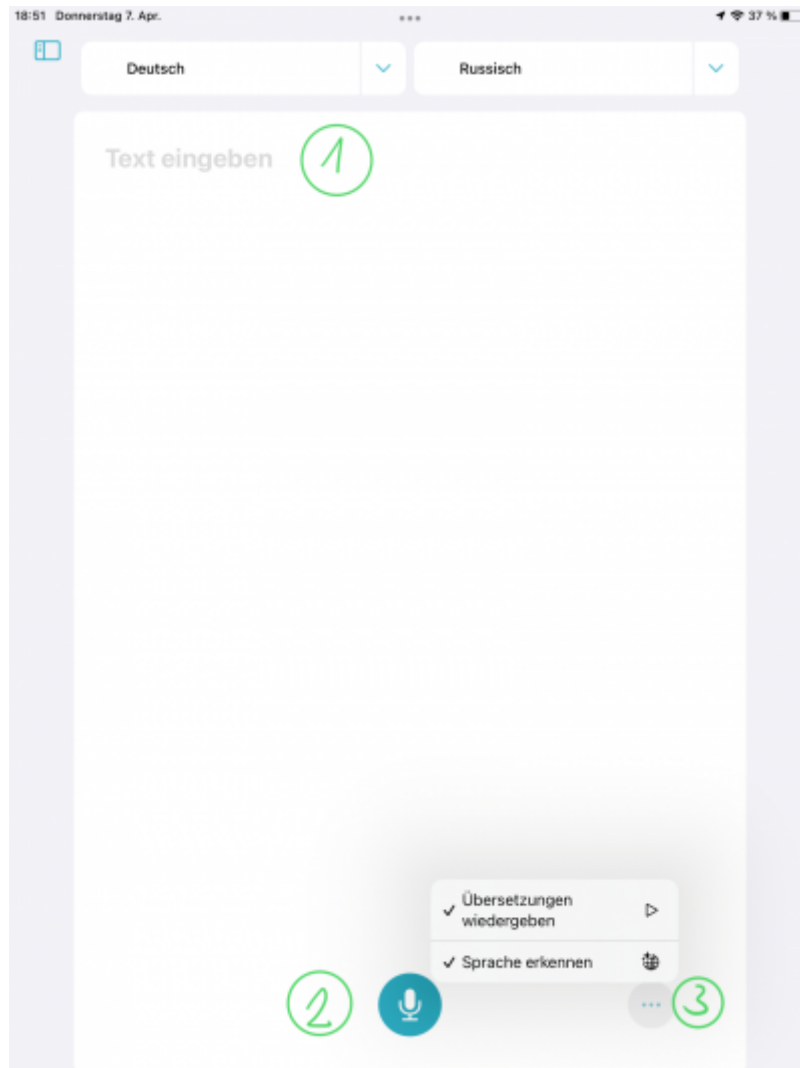 18:51 Donnerstag 7. Apr.
37 %
Deutsch
Russisch
Text eingeben
1
Übersetzungen
wiedergeben
Sprache erkennen
2
3